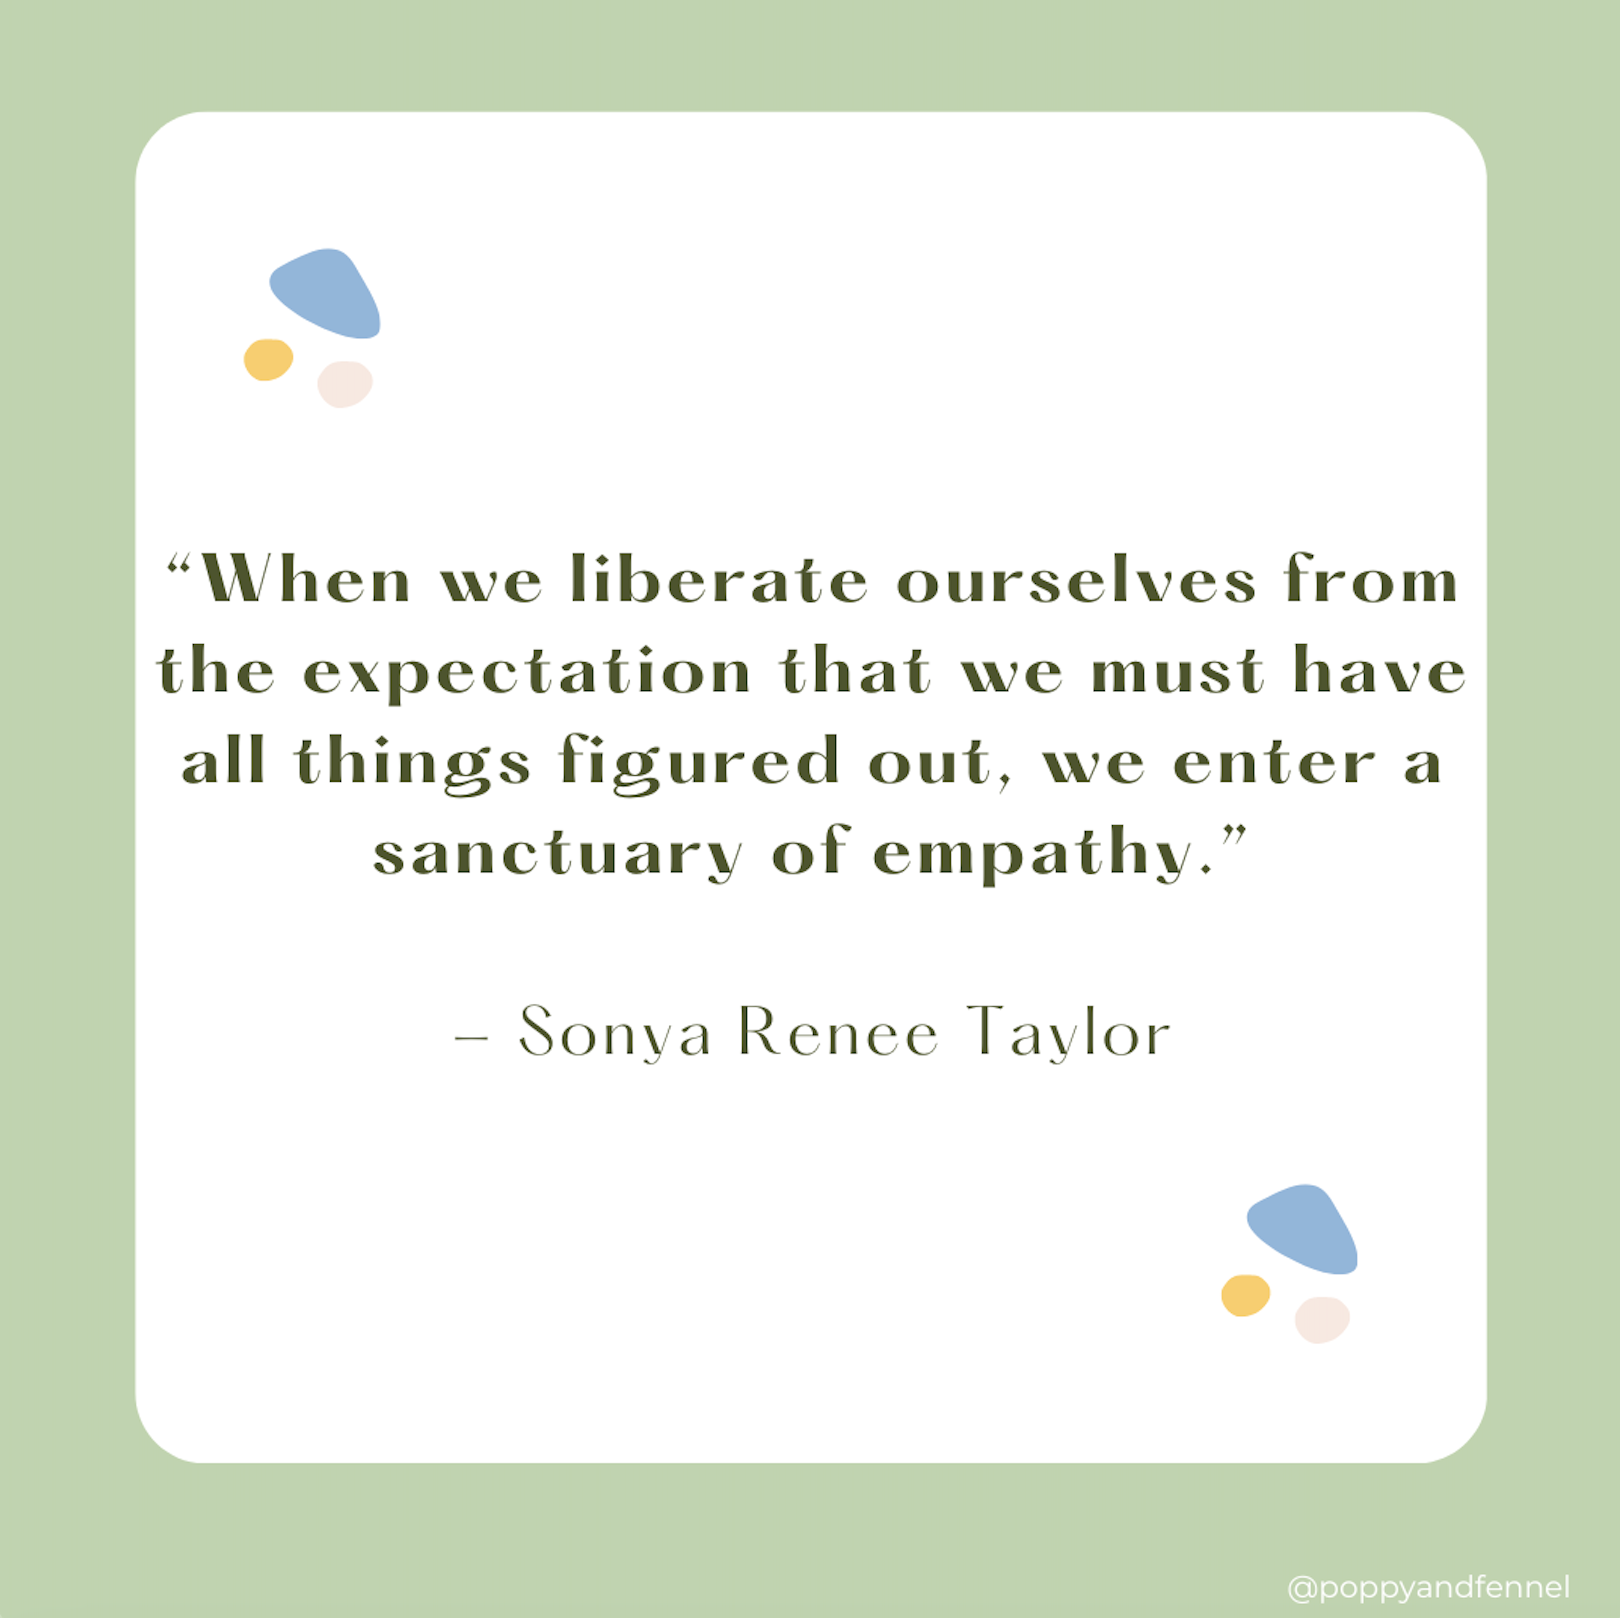 “When we liberate ourselves from
the expectation that we must have
all things figured out, we enter a
sanctuary of empathy.”
– Sonya Renee Taylor
@poppyandfennel